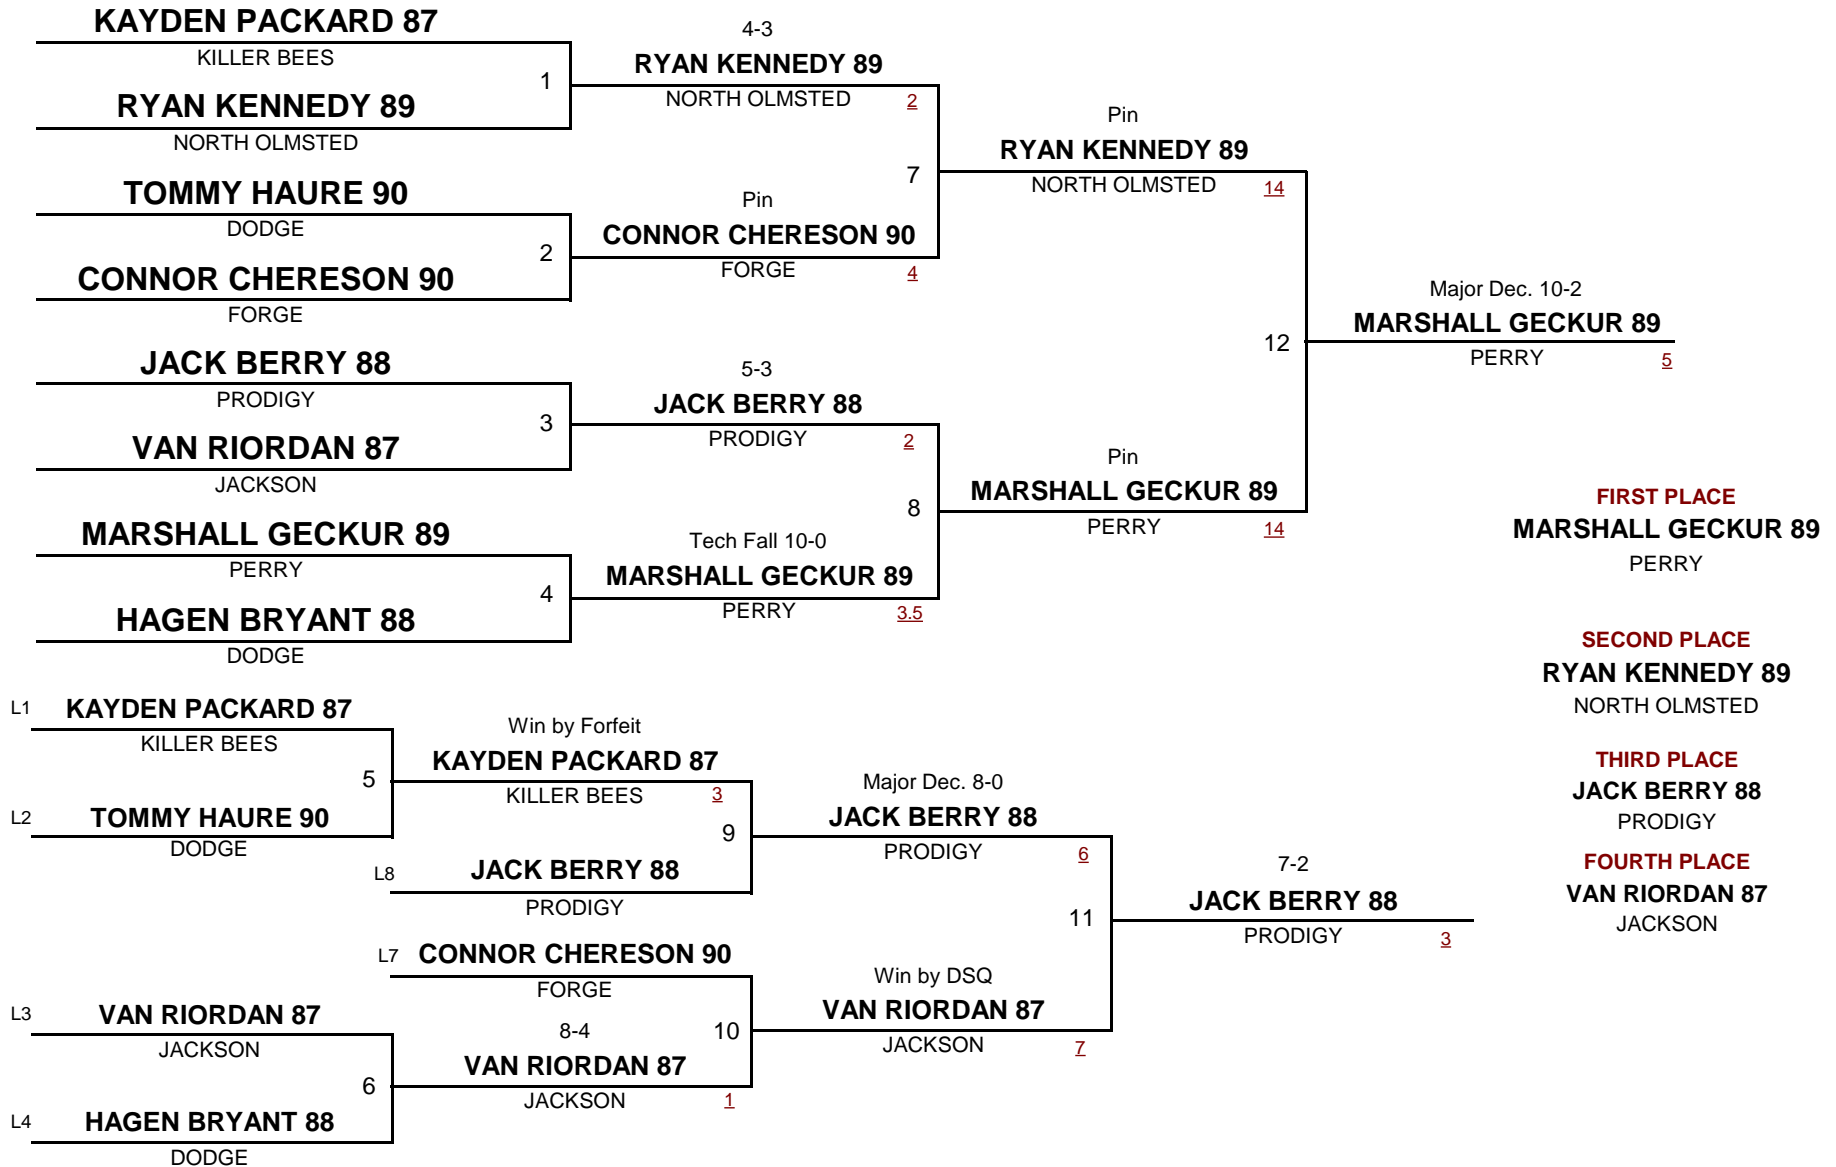 KAYDEN PACKARD 87
KILLER BEES
1
RYAN KENNEDY 89
NORTH OLMSTED
4-3
RYAN KENNEDY 89
NORTH OLMSTED
2
TOMMY HAURE 90
DODGE
2
CONNOR CHERESON 90
FORGE
Pin
CONNOR CHERESON 90
FORGE
4
7
Pin
RYAN KENNEDY 89
NORTH OLMSTED
14
JACK BERRY 88
PRODIGY
3
VAN RIORDAN 87
JACKSON
5-3
JACK BERRY 88
PRODIGY
2
MARSHALL GECKUR 89
PERRY
4
HAGEN BRYANT 88
DODGE
Tech Fall 10-0
MARSHALL GECKUR 89
PERRY
3.5
8
Pin
MARSHALL GECKUR 89
PERRY
14
12
Major Dec. 10-2
MARSHALL GECKUR 89
PERRY
5
FIRST PLACE
MARSHALL GECKUR 89
PERRY
SECOND PLACE
RYAN KENNEDY 89
NORTH OLMSTED
THIRD PLACE
JACK BERRY 88
PRODIGY
FOURTH PLACE
VAN RIORDAN 87
JACKSON
L1 KAYDEN PACKARD 87
KILLER BEES
5
L2 TOMMY HAURE 90
DODGE
Win by Forfeit
KAYDEN PACKARD 87
KILLER BEES
3
9
L8 JACK BERRY 88
PRODIGY
Major Dec. 8-0
JACK BERRY 88
PRODIGY
6
L7 CONNOR CHERESON 90
FORGE
L3 VAN RIORDAN 87
JACKSON
6
L4 HAGEN BRYANT 88
DODGE
8-4
VAN RIORDAN 87
JACKSON
1
10
Win by DSQ
VAN RIORDAN 87
JACKSON
7
11
7-2
JACK BERRY 88
PRODIGY
3